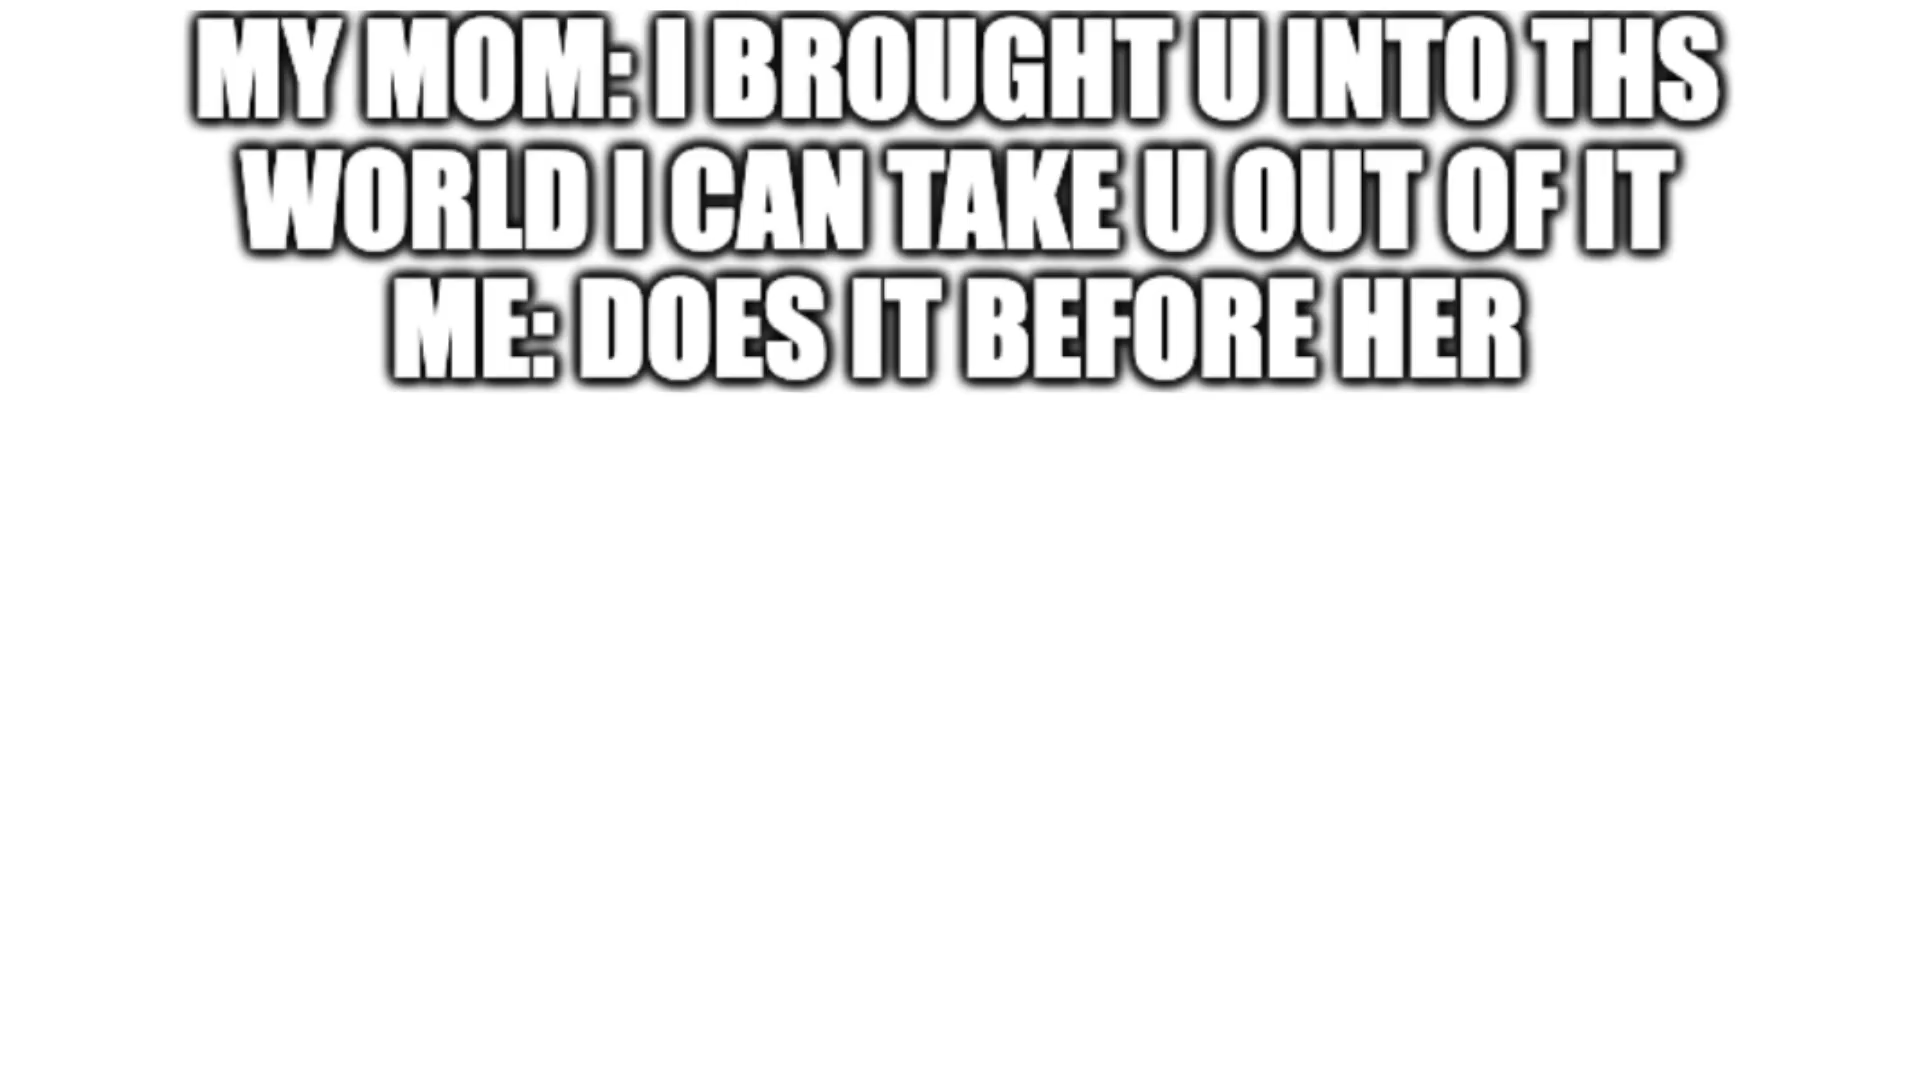 MY MOM: I BROUGHT U INTO THS
WORLD I CAN TAKE U OUT OF IT
ME: DOES IT BEFORE HER